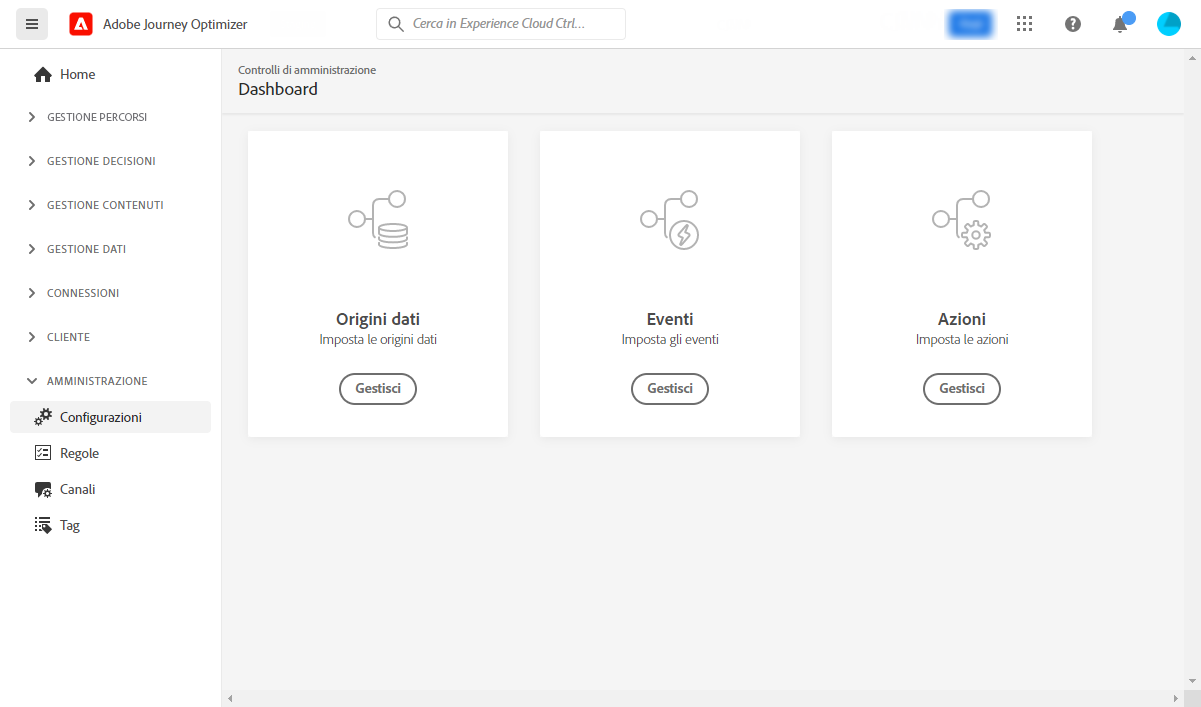 Adobe Journey Optimizer
Cerca in Experience Cloud Ctrl...
Home
GESTIONE PERCORSI
GESTIONE DECISIONI
GESTIONE CONTENUTI
GESTIONE DATI
CONNESSIONI
CLIENTE
AMMINISTRAZIONE
Configurazioni
Regole
Canali
Tag
Controlli di amministrazione
Dashboard
Origini dati
Imposta le origini dati
Gestisci
Eventi
Imposta gli eventi
Gestisci
Azioni
Imposta le azioni
Gestisci